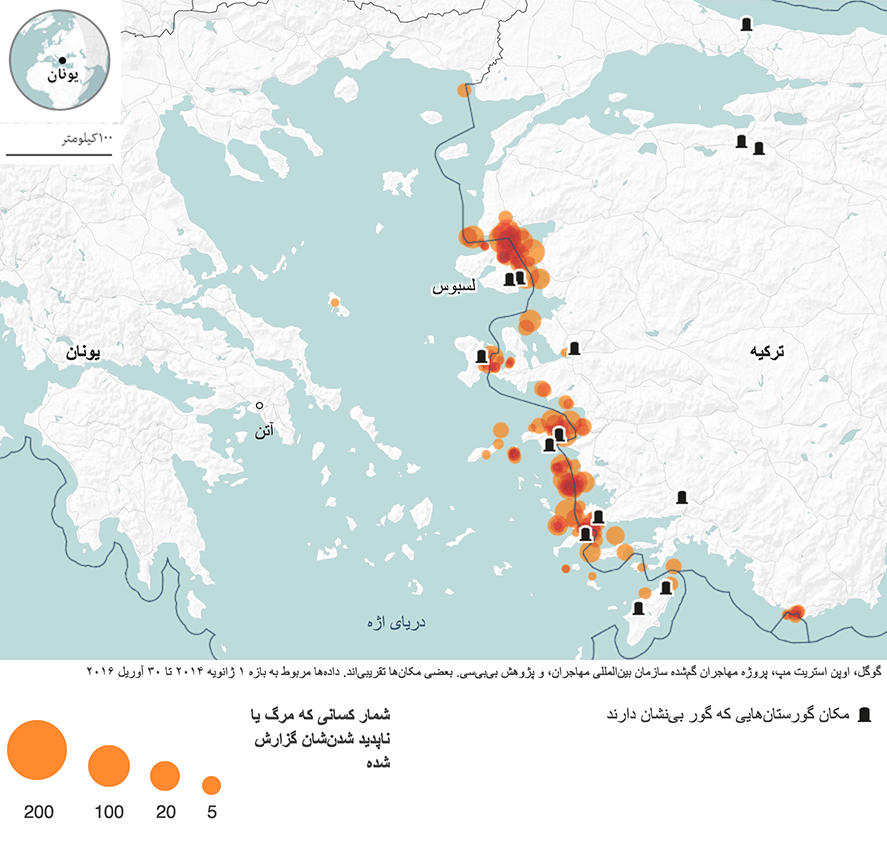 یونان
۱۰۰کیلومتر
لسبوس
یونان
ترکیه
آتن
دریای اژه
گوگل، اوپن استریت مپ، پروژه مهاجران گم‌شده سازمان بین‌المللی مهاجران، و پژوهش بی‌بی‌سی. بعضی مکان‌ها تقریبی‌اند. داده‌ها مربوط به بازه ۱ ژانویه ۲۰۱۴ تا ۳۰ آوریل ۲۰۱۶
مکان گورستان‌هایی که گور بی‌نشان دارند
شمار کسانی که مرگ یا
ناپدید شدن‌شان گزارش
شده
200 100 20 5